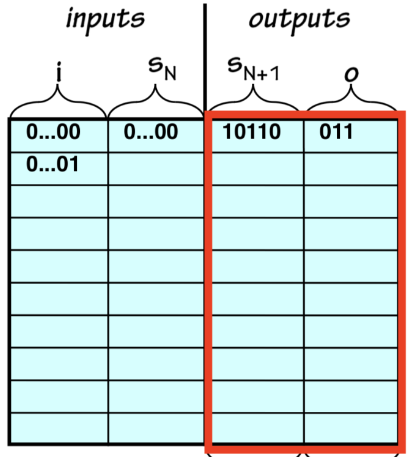 inputs outputs
i s_N s_N+1 o
0...00 0...00 10110 011
0...01